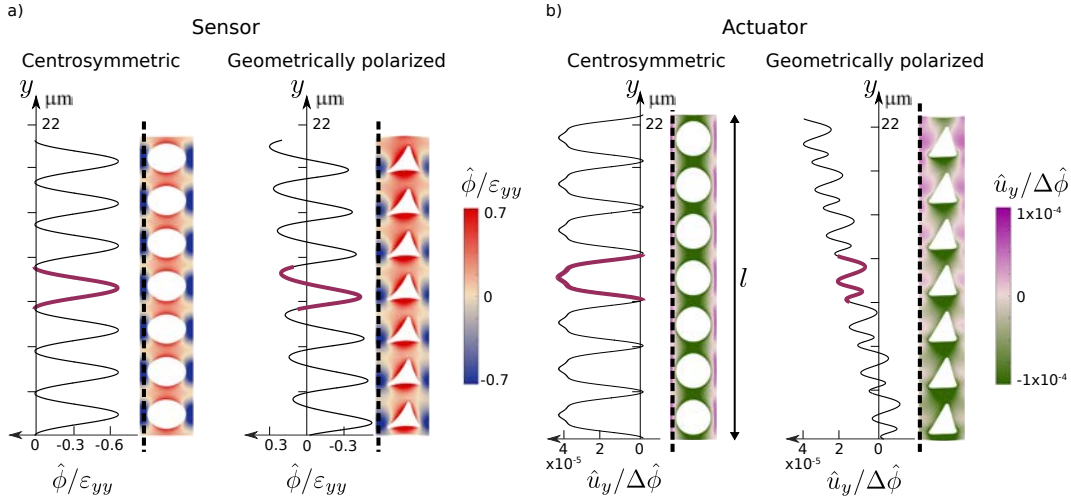 a)
Sensor
Centrosymmetric
Geometrically polarized
y
μm
22
0
-0.3
-0.6
ϕ̂/ε_yy
y
μm
22
0.3
0
-0.3
ϕ̂/ε_yy
ϕ̂/ε_yy
0.7
0
-0.7
b)
Actuator
Centrosymmetric
Geometrically polarized
y
μm
22
4
2
0
x10⁻⁵
û_y/Δϕ̂
l
y
μm
22
4
2
0
x10⁻⁵
û_y/Δϕ̂
û_y/Δϕ̂
1x10⁻⁴
0
-1x10⁻⁴